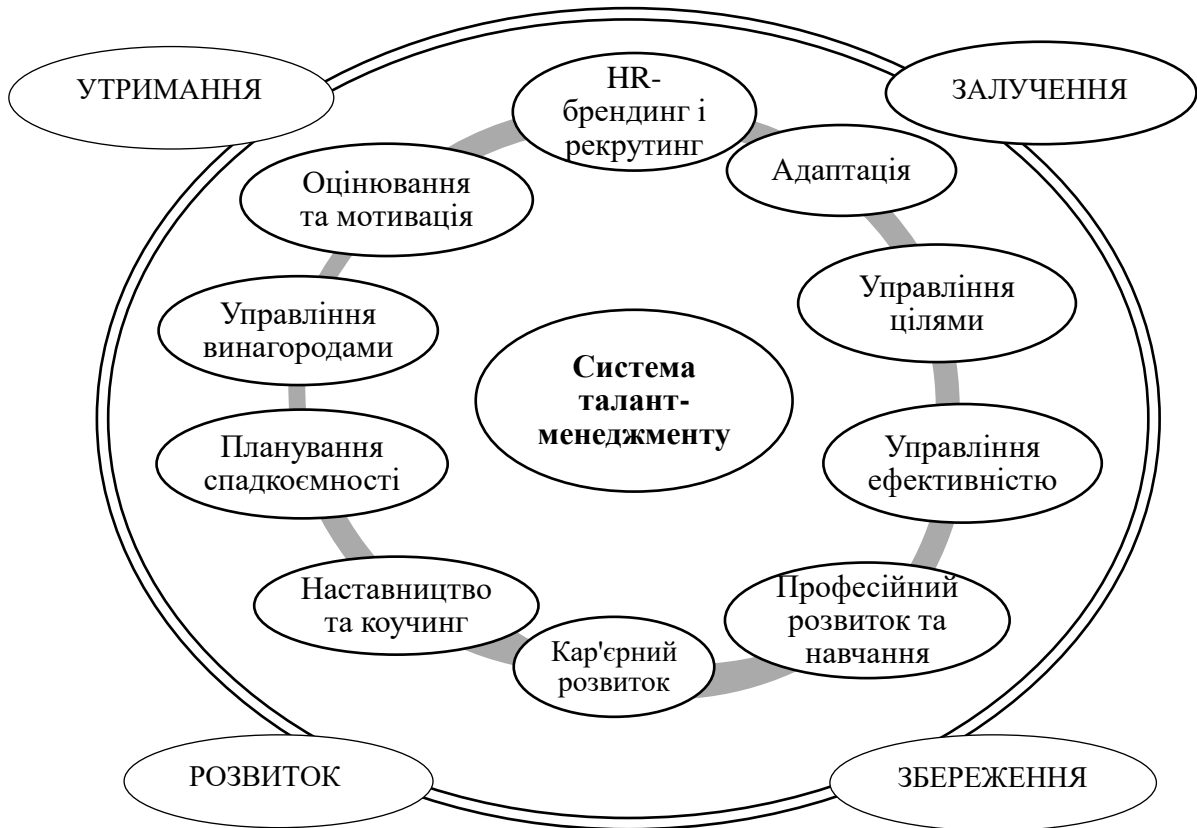 УТРИМАННЯ
ЗАЛУЧЕННЯ
HR-
брендинг і
рекрутинг
Адаптація
Оцінювання
та мотивація
Управління
цілями
Управління
винагородами
Система
талант-
менеджменту
Планування
спадкоємності
Управління
ефективністю
Наставництво
та коучинг
Професійний
розвиток та
навчання
Кар'єрний
розвиток
РОЗВИТОК
ЗБЕРЕЖЕННЯ